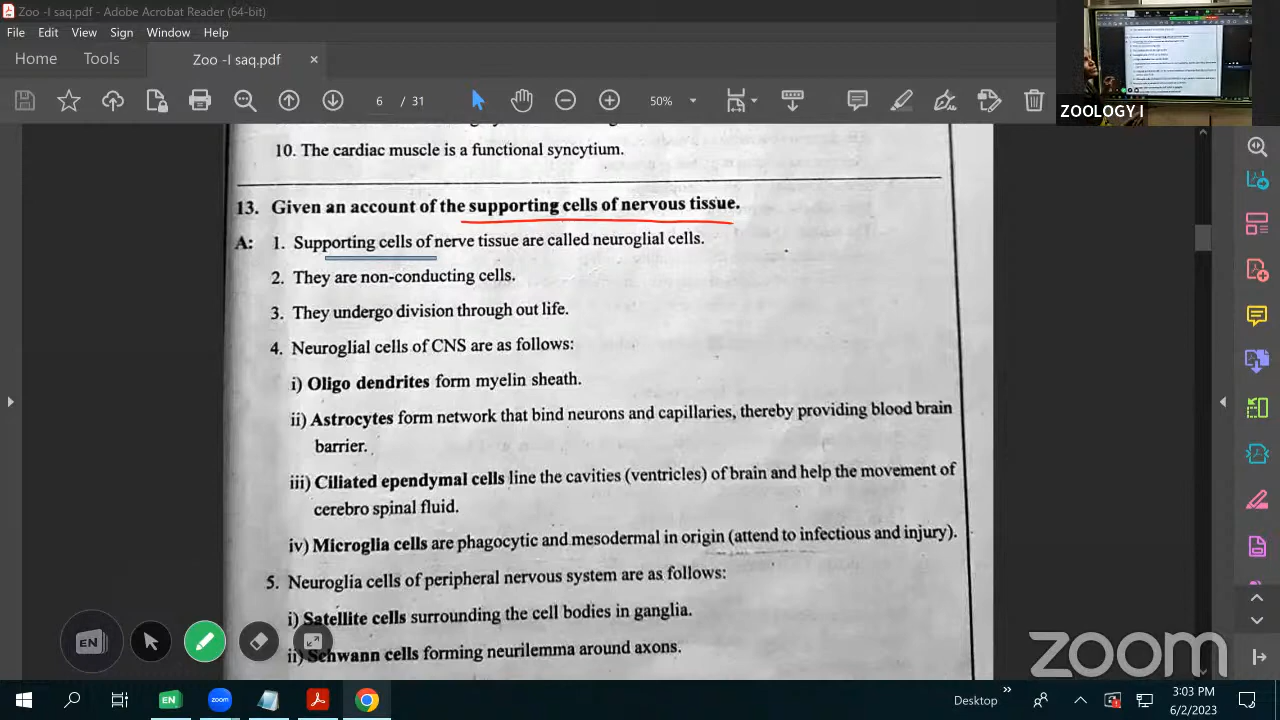 Zoo -I saq.pdf - Adobe Acrobat Reader (64-bit)
File Edit View Sign Window Help
Home Tools Zoo -I saq.pdf ×
6 / 31 50%
ZOOLOGY I
10. The cardiac muscle is a functional syncytium.
13. Given an account of the supporting cells of nervous tissue.
A: 1. Supporting cells of nerve tissue are called neuroglial cells.
2. They are non-conducting cells.
3. They undergo division through out life.
4. Neuroglial cells of CNS are as follows:
i) Oligo dendrites form myelin sheath.
ii) Astrocytes form network that bind neurons and capillaries, thereby providing blood brain
barrier.
iii) Ciliated ependymal cells line the cavities (ventricles) of brain and help the movement of
cerebro spinal fluid.
iv) Microglia cells are phagocytic and mesodermal in origin (attend to infectious and injury).
5. Neuroglia cells of peripheral nervous system are as follows:
i) Satellite cells surrounding the cell bodies in ganglia.
ii) Schwann cells forming neurilemma around axons.
EN
zoom
EN zoom
Desktop
3:03 PM
6/2/2023